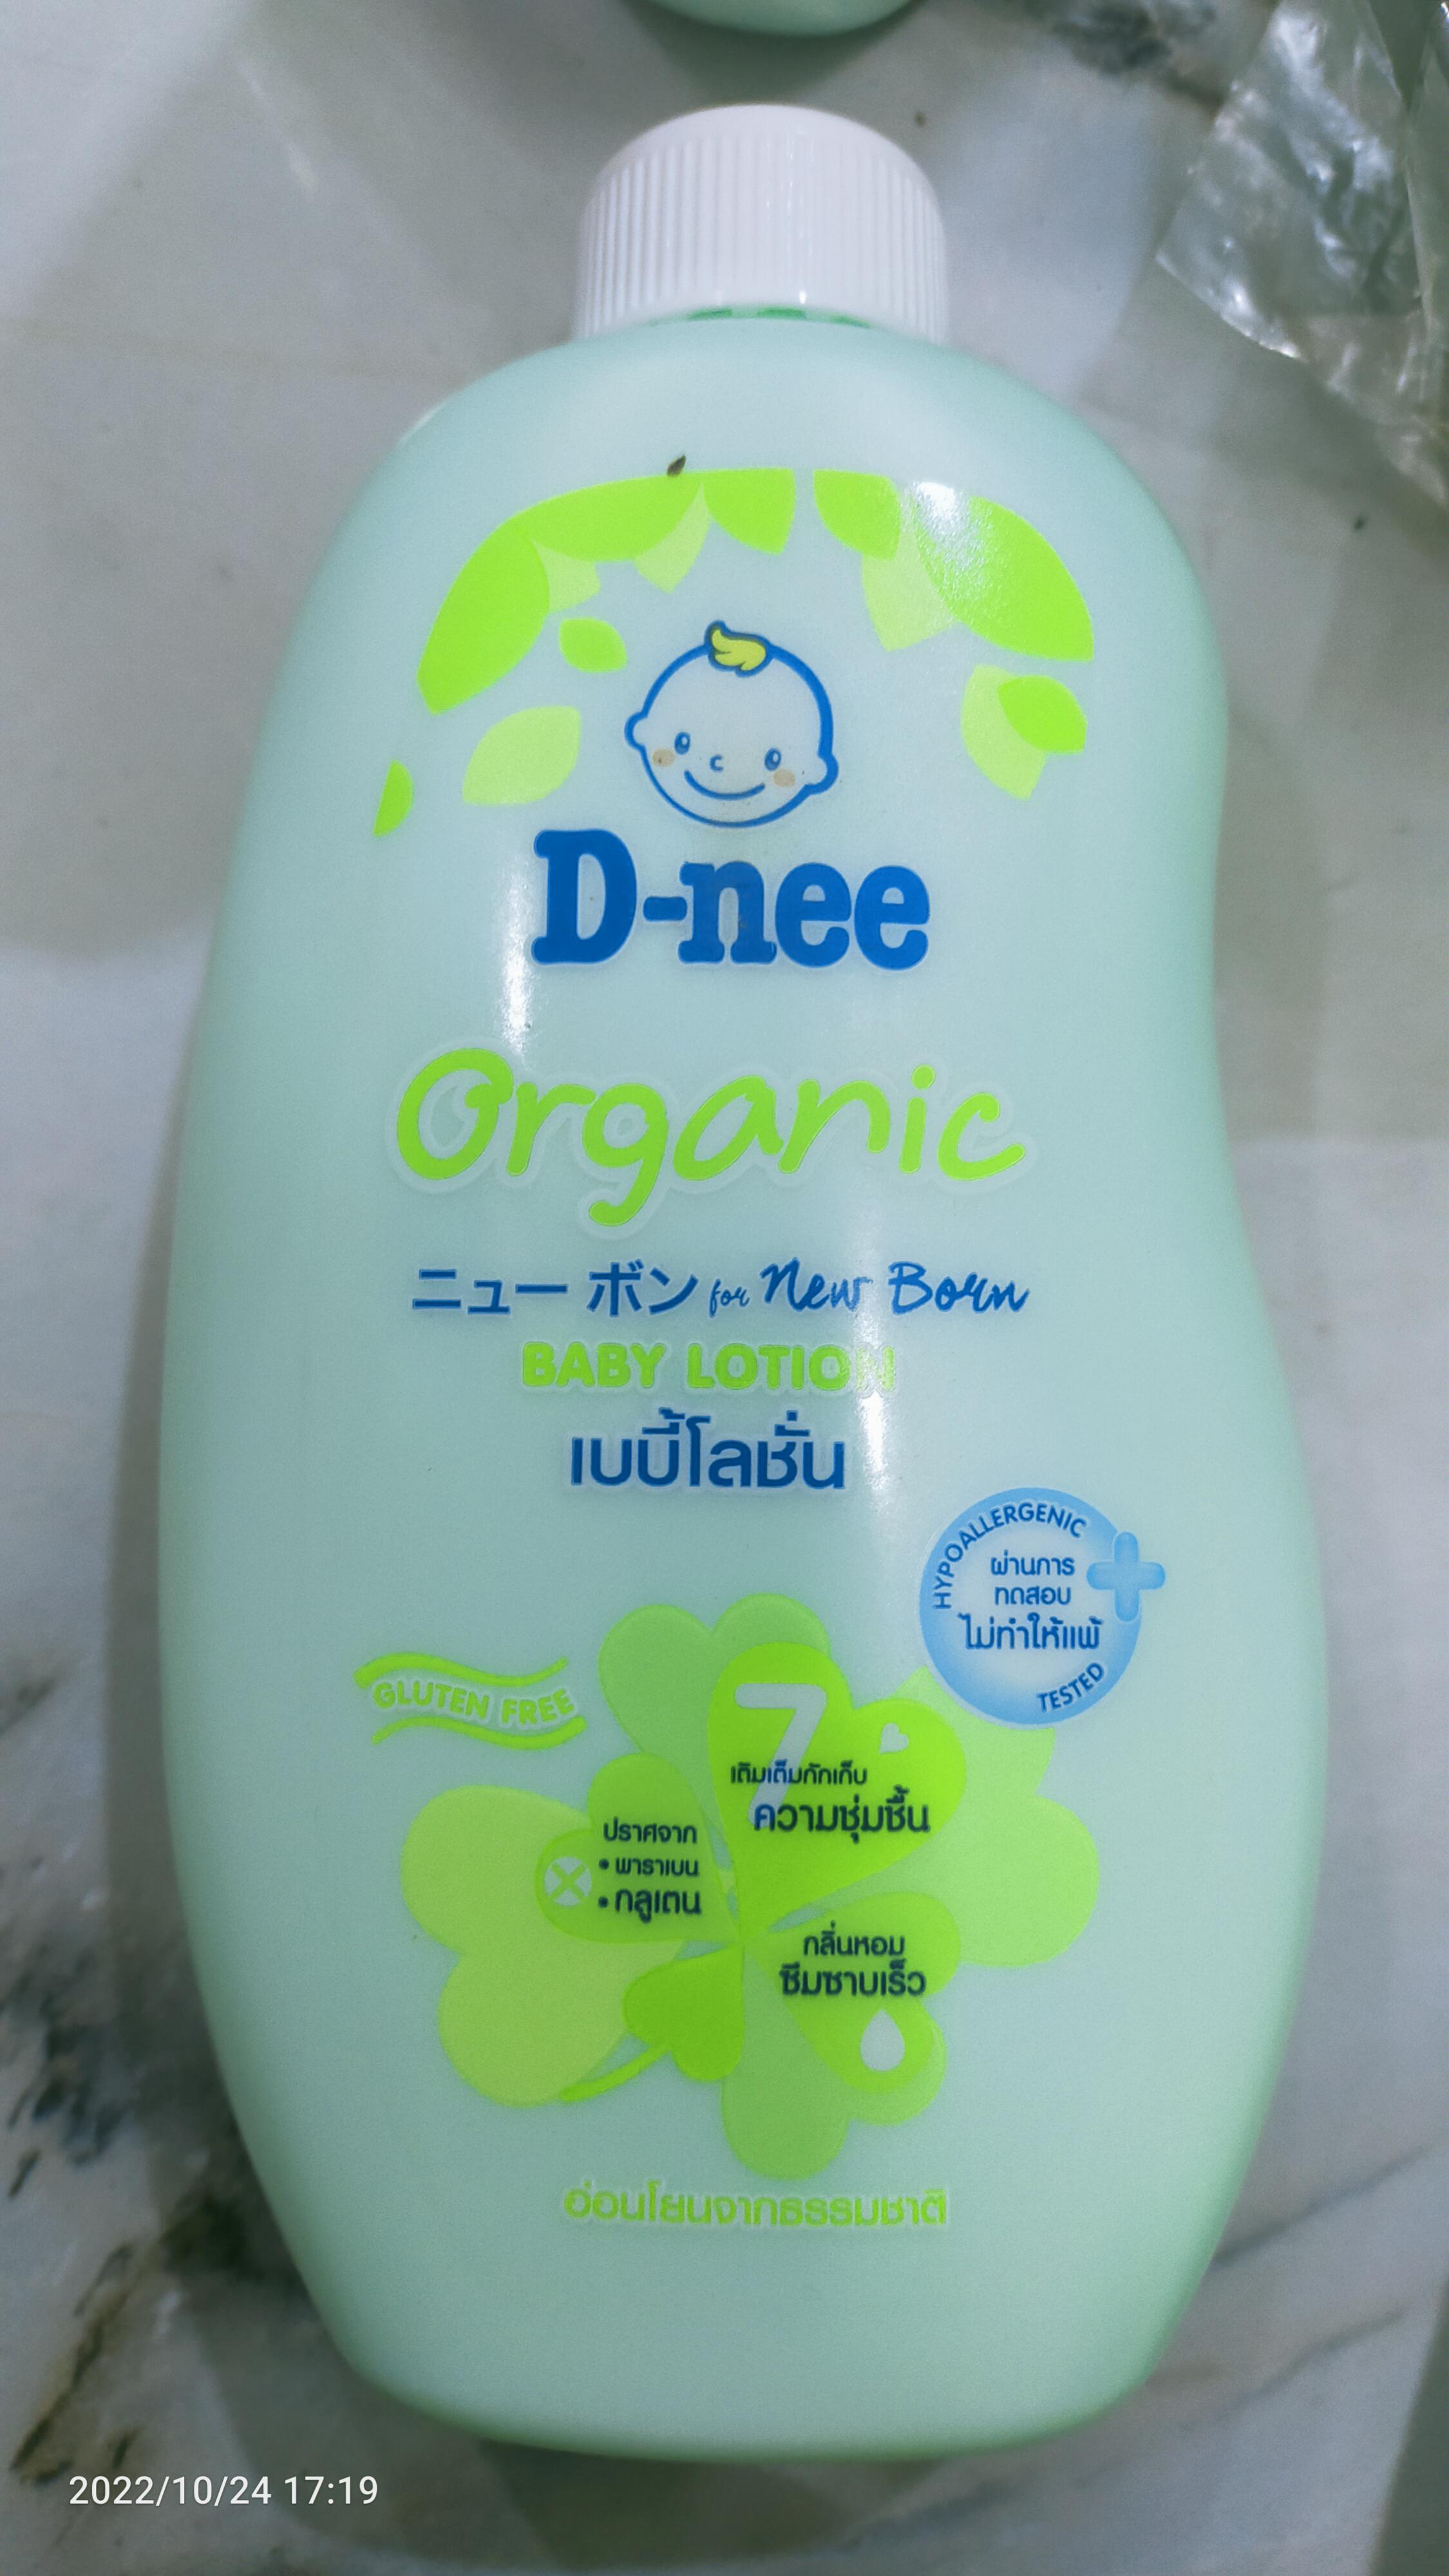 D-nee
Organic
ニュー ボン for New Born
BABY LOTION
เบบี้โลชั่น
HYPOALLERGENIC
ผ่านการ
ทดสอบ
ไม่ทำให้แพ้
TESTED
GLUTEN FREE
7
เติมเต็มกักเก็บ
ความชุ่มชื้น
ปราศจาก
• พาราเบน
• กลูเตน
กลิ่นหอม
ซึมซาบเร็ว
อ่อนโยนจากธรรมชาติ
2022/10/24 17:19